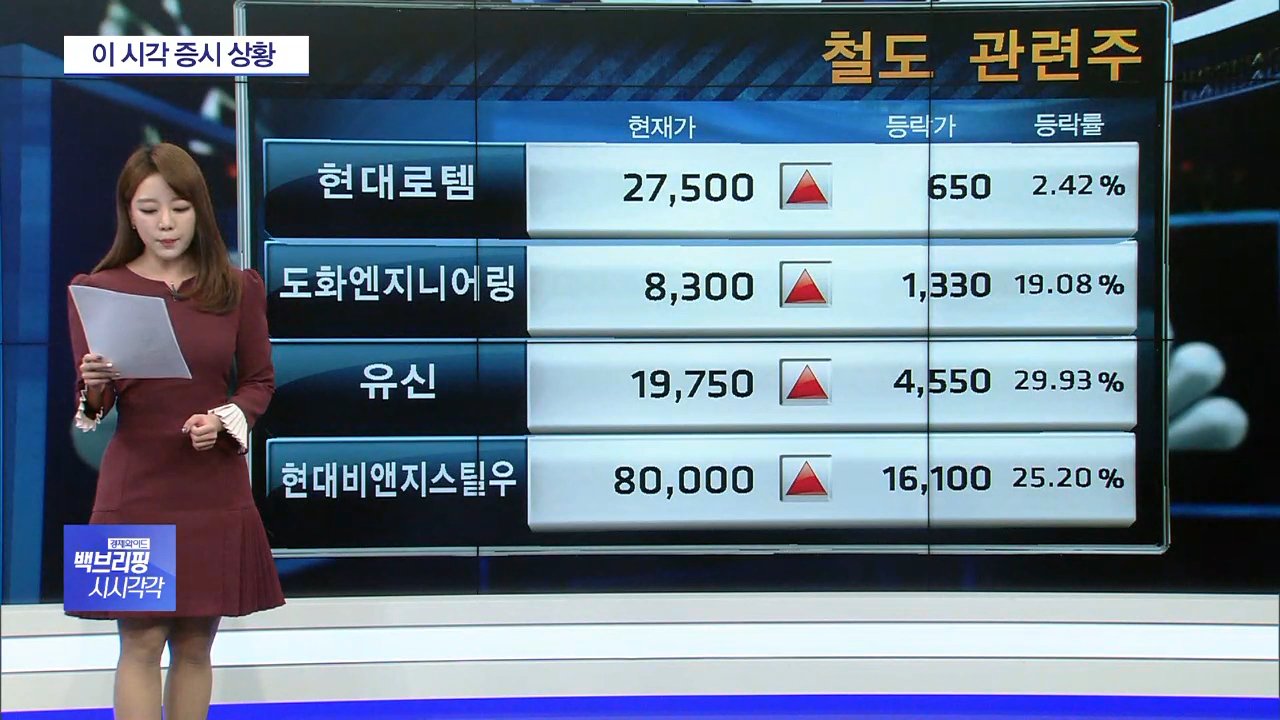 이 시각 증시 상황
철도 관련주
현재가 등락가 등락률
현대로템 27,500 ▲ 650 2.42 %
도화엔지니어링 8,300 ▲ 1,330 19.08 %
유신 19,750 ▲ 4,550 29.93 %
현대비앤지스틸우 80,000 ▲ 16,100 25.20 %
경제와이드
백브리핑
시시각각